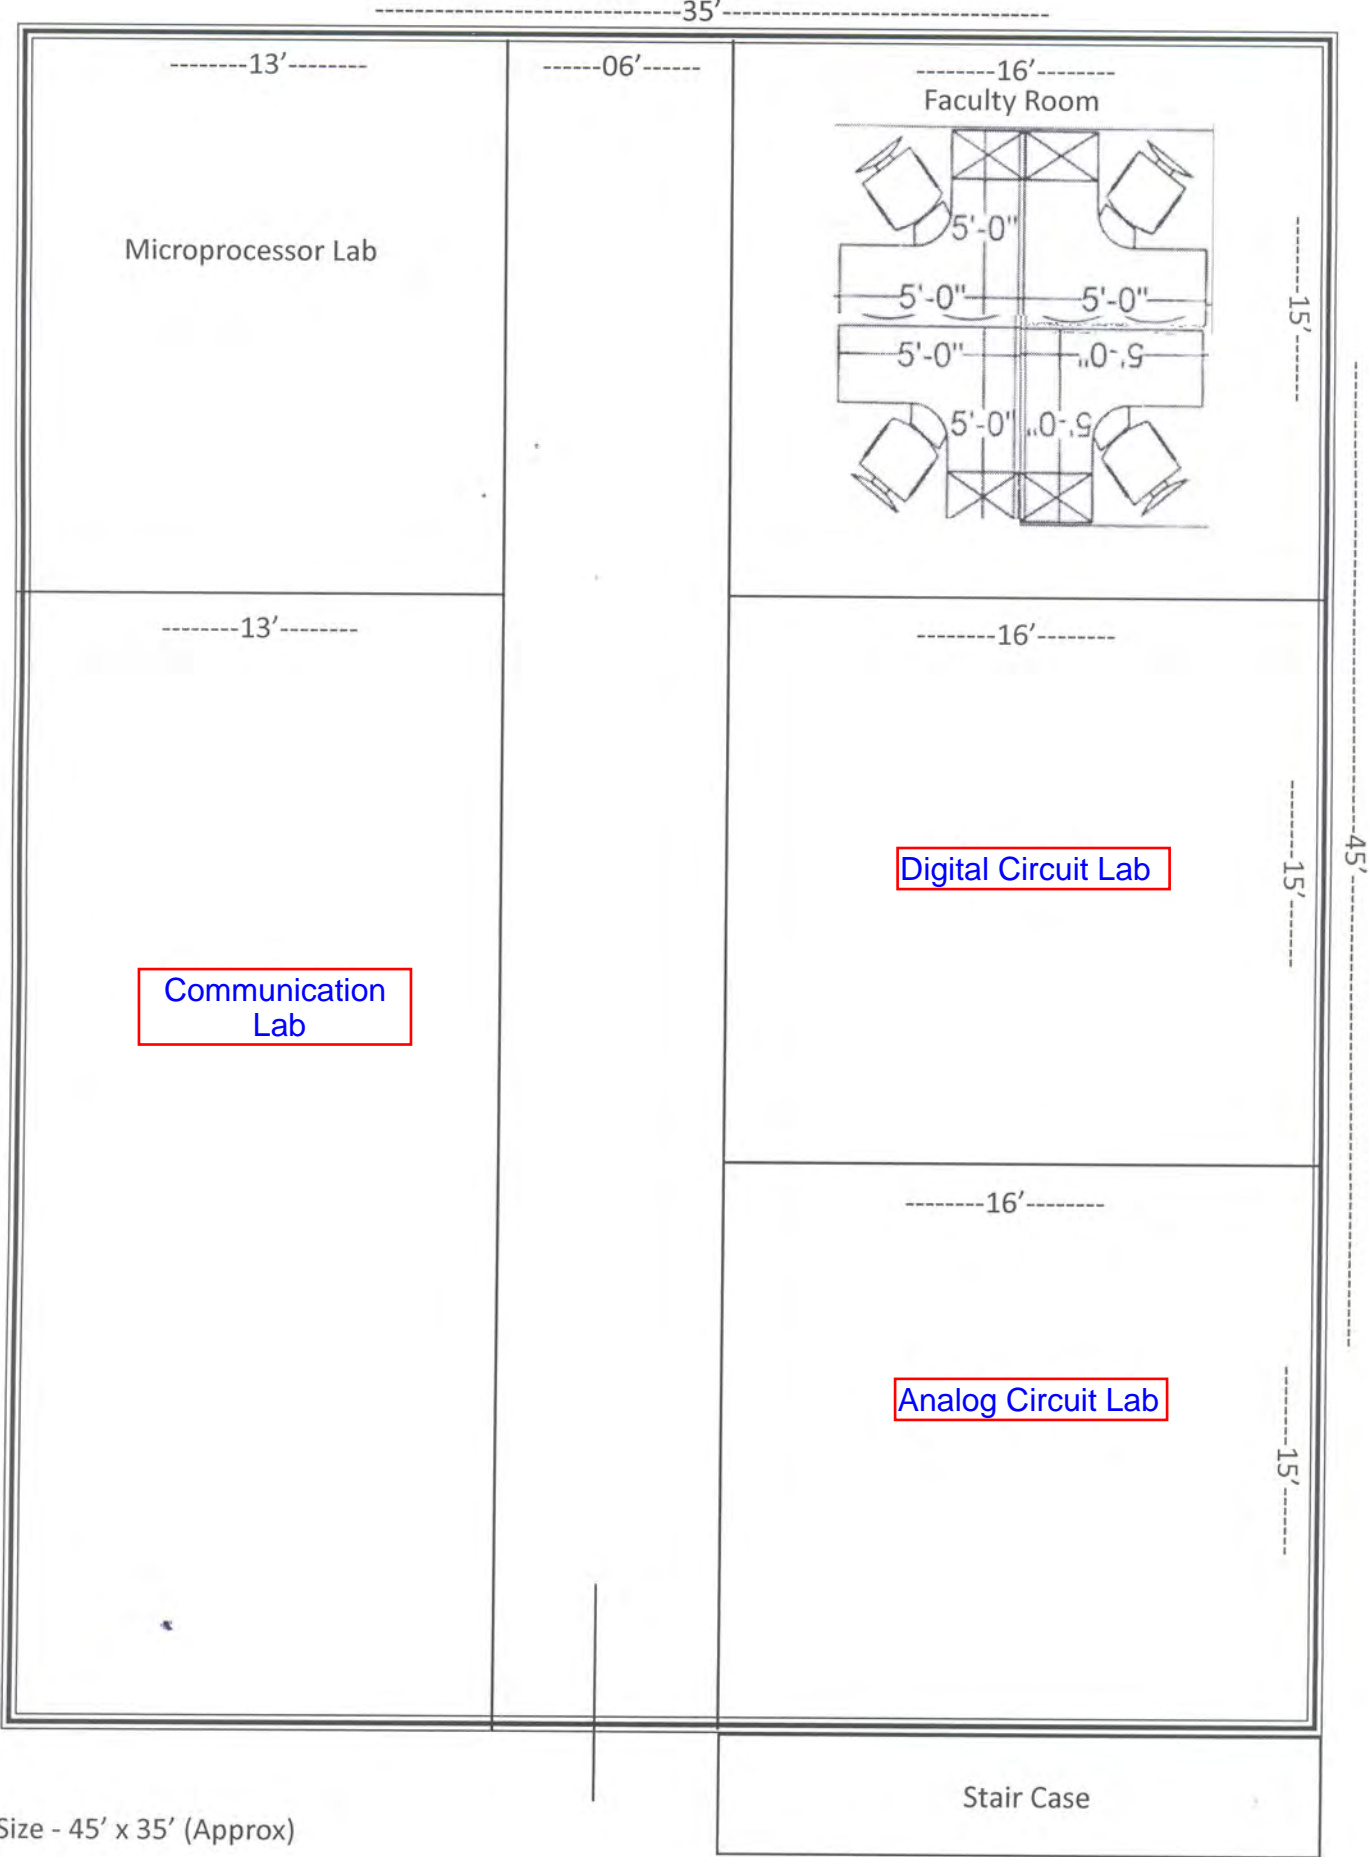 35’
13’
06’
16’
Faculty Room
Microprocessor Lab
5'-0"
5'-0"
5'-0"
15’
5'-0"
5'-0"
5'-0"
5'-0"
13’
16’
Digital Circuit Lab
15’
45’
Communication
Lab
16’
Analog Circuit Lab
15’
Stair Case
Size - 45’ x 35’ (Approx)